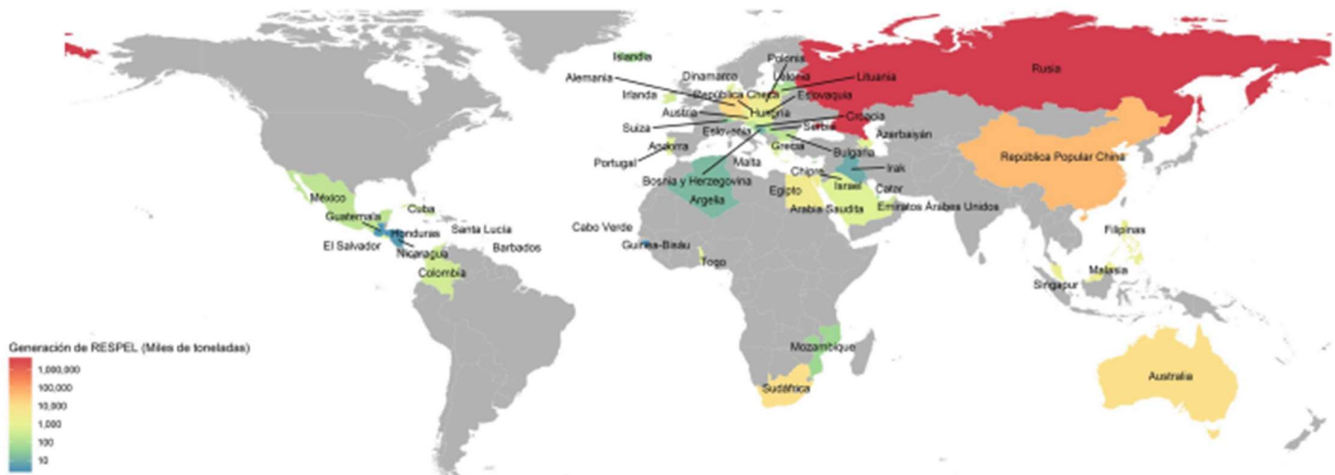 Islandia
Polonia
Alemania
Dinamarca
Letonia
Lituania
Irlanda
República Checa
Eslovaquia
Austria
Hungría
Croacia
Suiza
Eslovenia
Serbia
Azerbaiyán
Andorra
Grecia
Bulgaria
Portugal
Malta
Chipre
Irak
República Popular China
Bosnia y Herzegovina
Israel
Catar
Egipto
Argelia
Arabia Saudita
Emiratos Árabes Unidos
Rusia
México
Cuba
Guatemala
Honduras
Santa Lucía
El Salvador
Nicaragua
Barbados
Colombia
Cabo Verde
Guinea-Bisáu
Togo
Filipinas
Malasia
Singapur
Mozambique
Sudáfrica
Australia
Generación de RESPEL (Miles de toneladas)
1,000,000
100,000
10,000
1,000
100
10